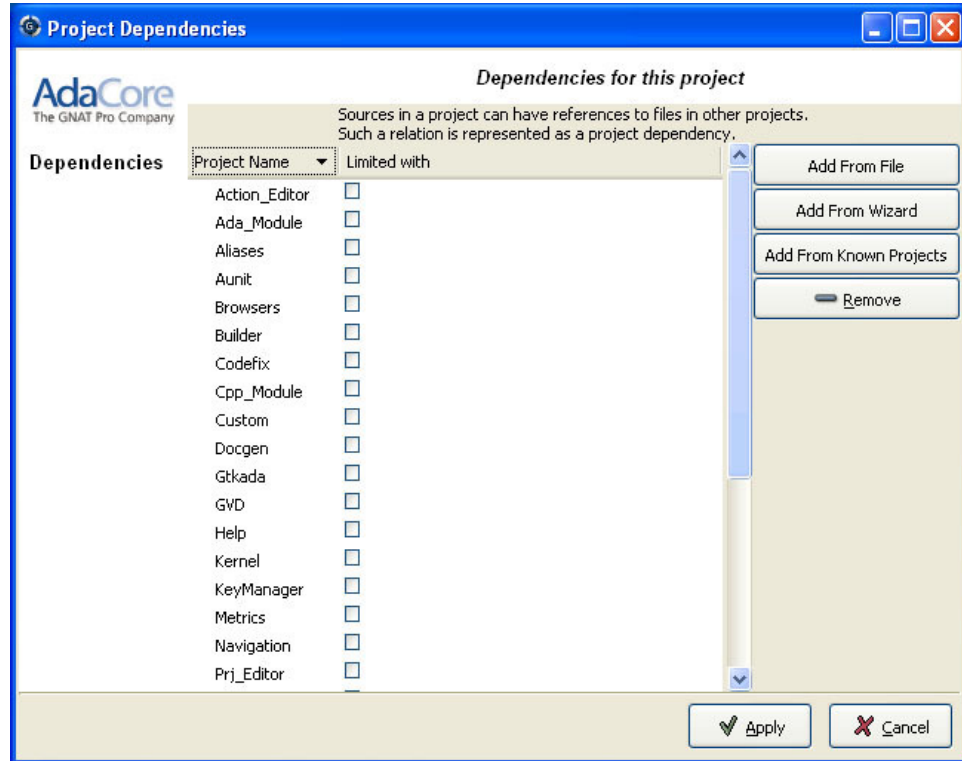 Project Dependencies
AdaCore
The GNAT Pro Company
Dependencies for this project
Sources in a project can have references to files in other projects.
Such a relation is represented as a project dependency.
Dependencies
Project Name Limited with
Action_Editor
Ada_Module
Aliases
Aunit
Browsers
Builder
Codefix
Cpp_Module
Custom
Docgen
Gtkada
GVD
Help
Kernel
KeyManager
Metrics
Navigation
Prj_Editor
Add From File
Add From Wizard
Add From Known Projects
Remove
Apply
Cancel